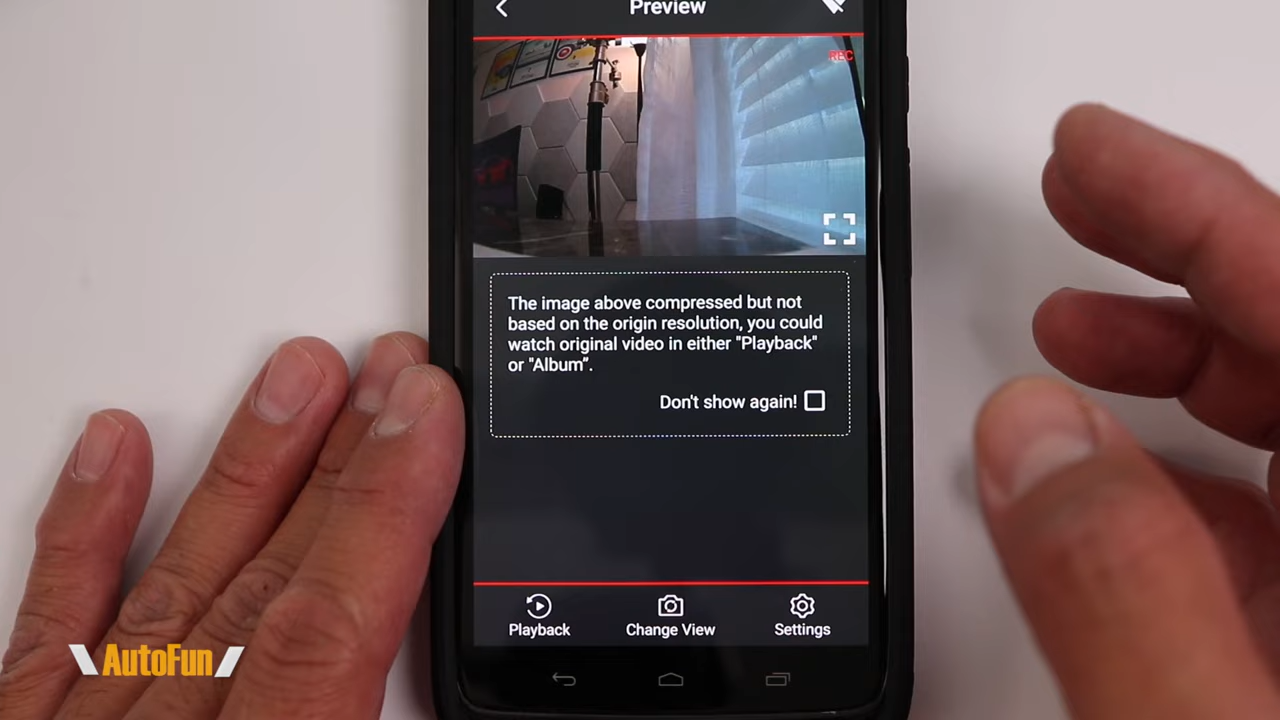 Preview
REC
The image above compressed but not
based on the origin resolution, you could
watch original video in either "Playback"
or "Album".
Don't show again!
Playback
Change View
Settings
AutoFun